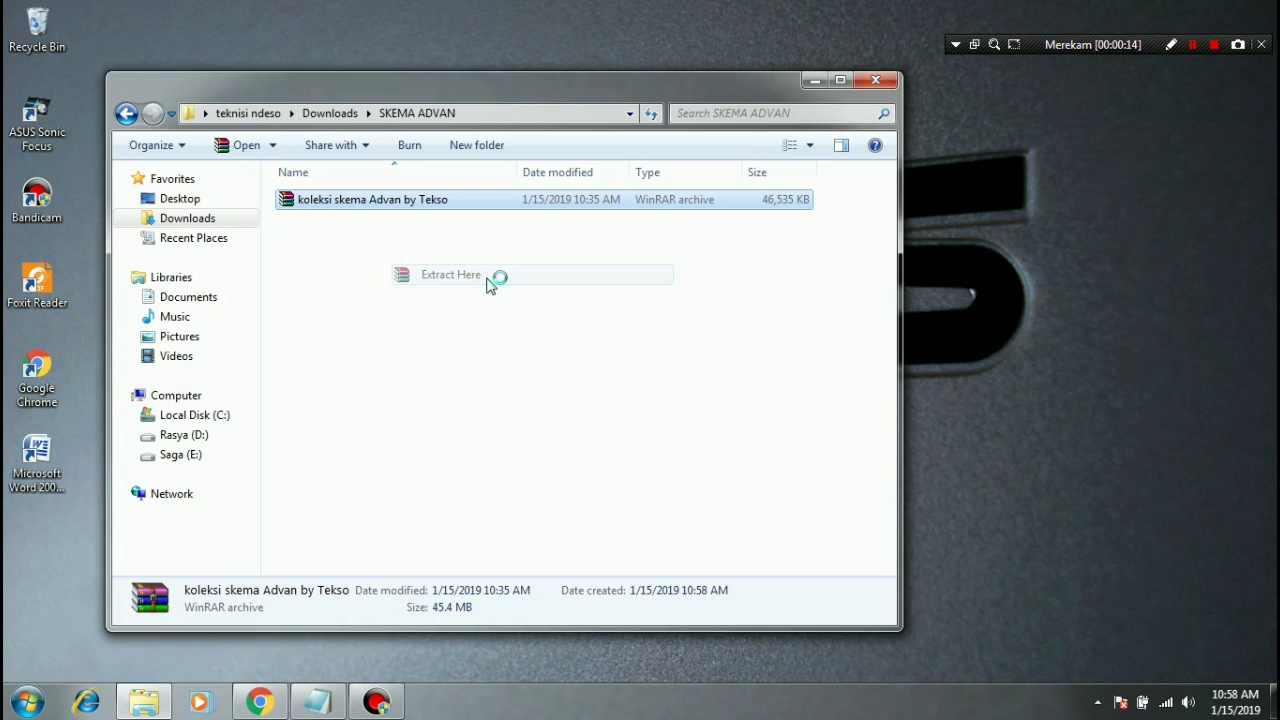 Recycle Bin
ASUS Sonic
Focus
Bandicam
Foxit Reader
Google
Chrome
Microsoft
Word 200...
Merekam [00:00:14]
teknisi ndeso
Downloads
SKEMA ADVAN
Search SKEMA ADVAN
Organize
Open
Share with
Burn
New folder
Favorites
Desktop
Downloads
Recent Places
Libraries
Documents
Music
Pictures
Videos
Computer
Local Disk (C:)
Rasya (D:)
Saga (E:)
Network
Name Date modified Type Size
koleksi skema Advan by Tekso 1/15/2019 10:35 AM WinRAR archive 46,535 KB
Extract Here
koleksi skema Advan by Tekso Date modified: 1/15/2019 10:35 AM Date created: 1/15/2019 10:58 AM
WinRAR archive Size: 45.4 MB
10:58 AM
1/15/2019